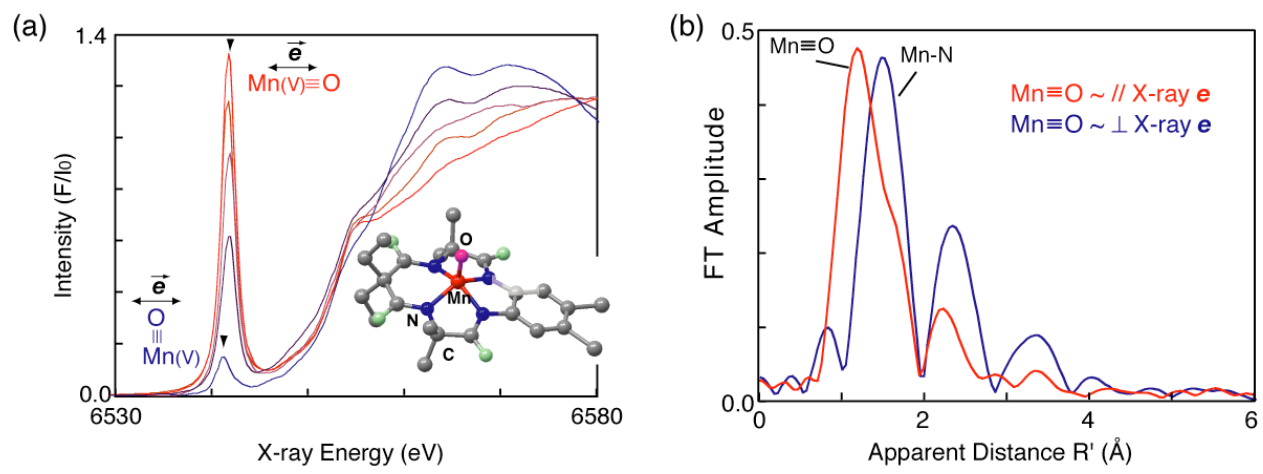 (a)
1.4
e
Mn(V)≡O
Intensity (F/I0)
e
O
|||
Mn(V)
O
Mn
N
C
0.0
6530
6580
X-ray Energy (eV)
(b)
0.5
Mn≡O
Mn-N
Mn≡O ~ // X-ray e
Mn≡O ~ ⊥ X-ray e
FT Amplitude
0.0
0
2
4
6
Apparent Distance R' (Å)